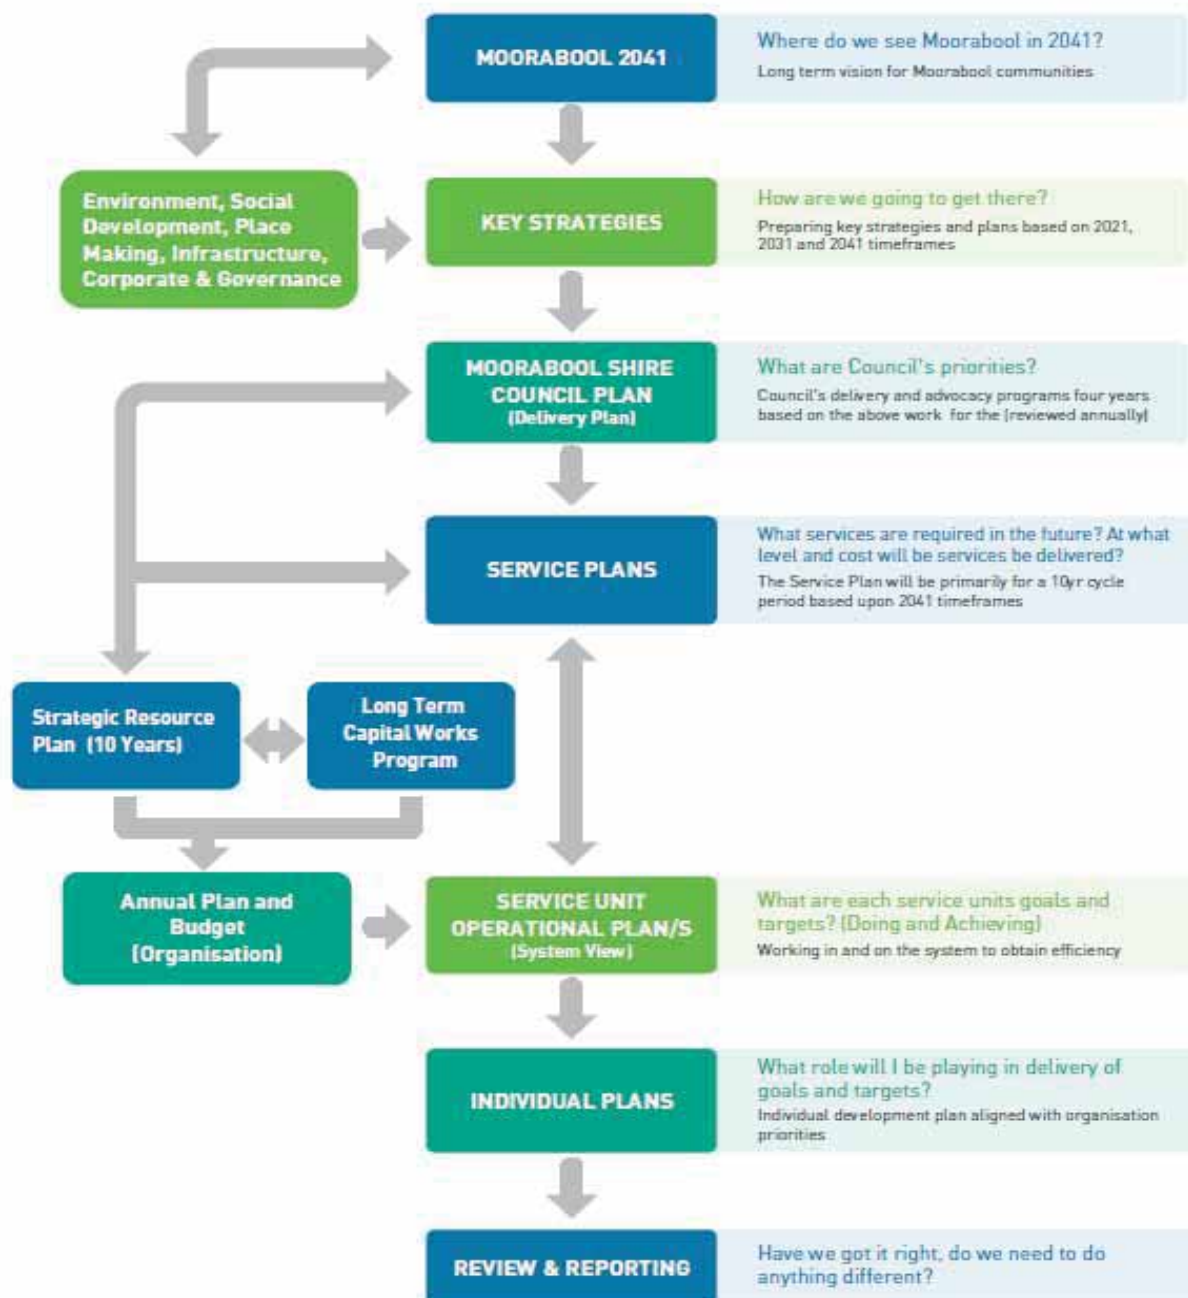 MOORABOOL 2041
Where do we see Moorabool in 2041?
Long term vision for Moorabool communities
Environment, Social
Development, Place
Making, Infrastructure,
Corporate & Governance
KEY STRATEGIES
How are we going to get there?
Preparing key strategies and plans based on 2021,
2031 and 2041 timeframes
MOORABOOL SHIRE
COUNCIL PLAN
(Delivery Plan)
What are Council's priorities?
Council's delivery and advocacy programs four years
based on the above work for the (reviewed annually)
SERVICE PLANS
What services are required in the future? At what
level and cost will be services be delivered?
The Service Plan will be primarily for a 10yr cycle
period based upon 2041 timeframes
Strategic Resource
Plan (10 Years)
Long Term
Capital Works
Program
Annual Plan and
Budget
(Organisation)
SERVICE UNIT
OPERATIONAL PLAN/S
(System View)
What are each service units goals and
targets? (Doing and Achieving)
Working in and on the system to obtain efficiency
INDIVIDUAL PLANS
What role will I be playing in delivery of
goals and targets?
Individual development plan aligned with organisation
priorities
REVIEW & REPORTING
Have we got it right, do we need to do
anything different?